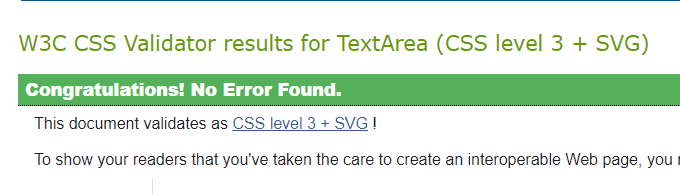 W3C CSS Validator results for TextArea (CSS level 3 + SVG)
Congratulations! No Error Found.
This document validates as CSS level 3 + SVG !
To show your readers that you've taken the care to create an interoperable Web page, you